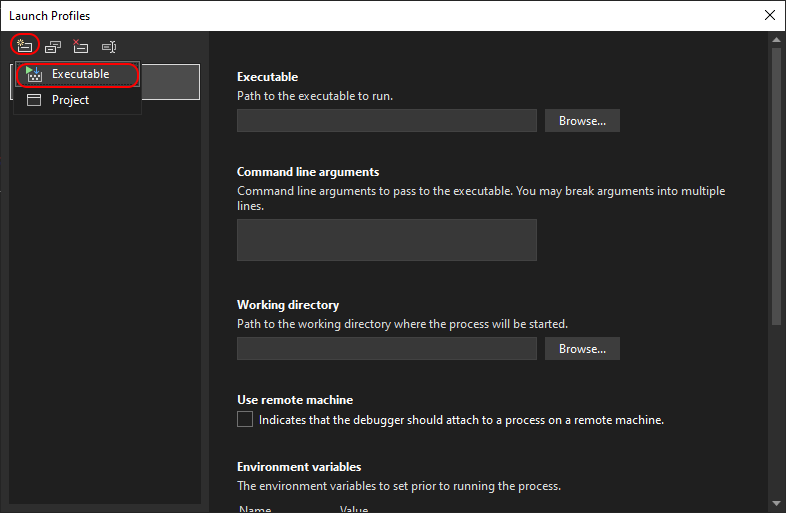 Launch Profiles
Executable
Project
Executable
Path to the executable to run.
Browse...
Command line arguments
Command line arguments to pass to the executable. You may break arguments into multiple
lines.
Working directory
Path to the working directory where the process will be started.
Browse...
Use remote machine
Indicates that the debugger should attach to a process on a remote machine.
Environment variables
The environment variables to set prior to running the process.
Name Value